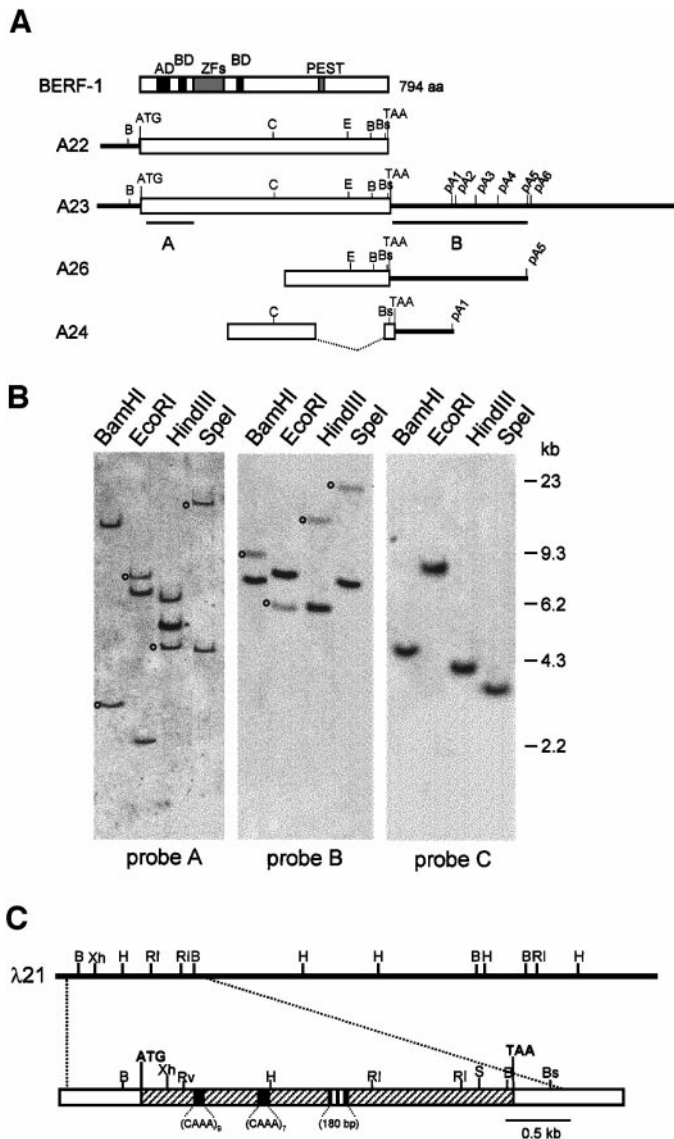 A
AD BD ZFs BD PEST
BERF-1 794 aa
B ATG C E B Bs TAA
A22
B ATG C E B Bs TAA pA1 pA2 pA3 pA4 pA5 pA6
A23
A B
E B Bs TAA pA5
A26
C Bs TAA pA1
A24
B
BamHI EcoRI HindIII SpeI BamHI EcoRI HindIII SpeI BamHI EcoRI HindIII SpeI
kb
23
9.3
6.2
4.3
2.2
probe A probe B probe C
C
B Xh H RI RI B H H B H B RI H
λ21
B ATG Xh Rv H RI RI S B TAA Bs
(CAAA)9 (CAAA)7 (180 bp) 0.5 kb